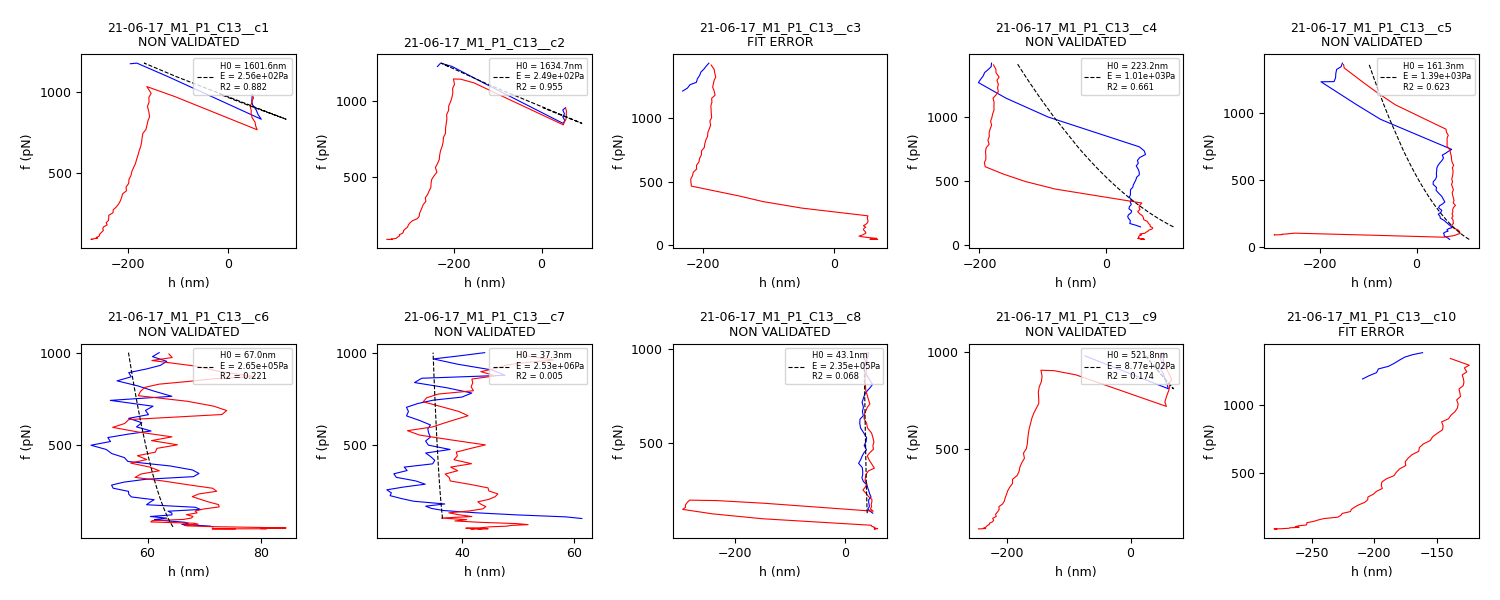 21-06-17_M1_P1_C13__c1
NON VALIDATED
H0 = 1601.6nm
E = 2.56e+02Pa
R2 = 0.882
1000
500
f (pN)
−200
0
h (nm)
21-06-17_M1_P1_C13__c2
H0 = 1634.7nm
E = 2.49e+02Pa
R2 = 0.955
1000
500
f (pN)
−200
0
h (nm)
21-06-17_M1_P1_C13__c3
FIT ERROR
1000
500
0
f (pN)
−200
0
h (nm)
21-06-17_M1_P1_C13__c4
NON VALIDATED
H0 = 223.2nm
E = 1.01e+03Pa
R2 = 0.661
1000
500
0
f (pN)
−200
0
h (nm)
21-06-17_M1_P1_C13__c5
NON VALIDATED
H0 = 161.3nm
E = 1.39e+03Pa
R2 = 0.623
1000
500
0
f (pN)
−200
0
h (nm)
21-06-17_M1_P1_C13__c6
NON VALIDATED
H0 = 67.0nm
E = 2.65e+05Pa
R2 = 0.221
1000
500
f (pN)
60
80
h (nm)
21-06-17_M1_P1_C13__c7
NON VALIDATED
H0 = 37.3nm
E = 2.53e+06Pa
R2 = 0.005
1000
500
f (pN)
40
60
h (nm)
21-06-17_M1_P1_C13__c8
NON VALIDATED
H0 = 43.1nm
E = 2.35e+05Pa
R2 = 0.068
1000
500
f (pN)
−200
0
h (nm)
21-06-17_M1_P1_C13__c9
NON VALIDATED
H0 = 521.8nm
E = 8.77e+02Pa
R2 = 0.174
1000
500
f (pN)
−200
0
h (nm)
21-06-17_M1_P1_C13__c10
FIT ERROR
1000
500
f (pN)
−250
−200
−150
h (nm)